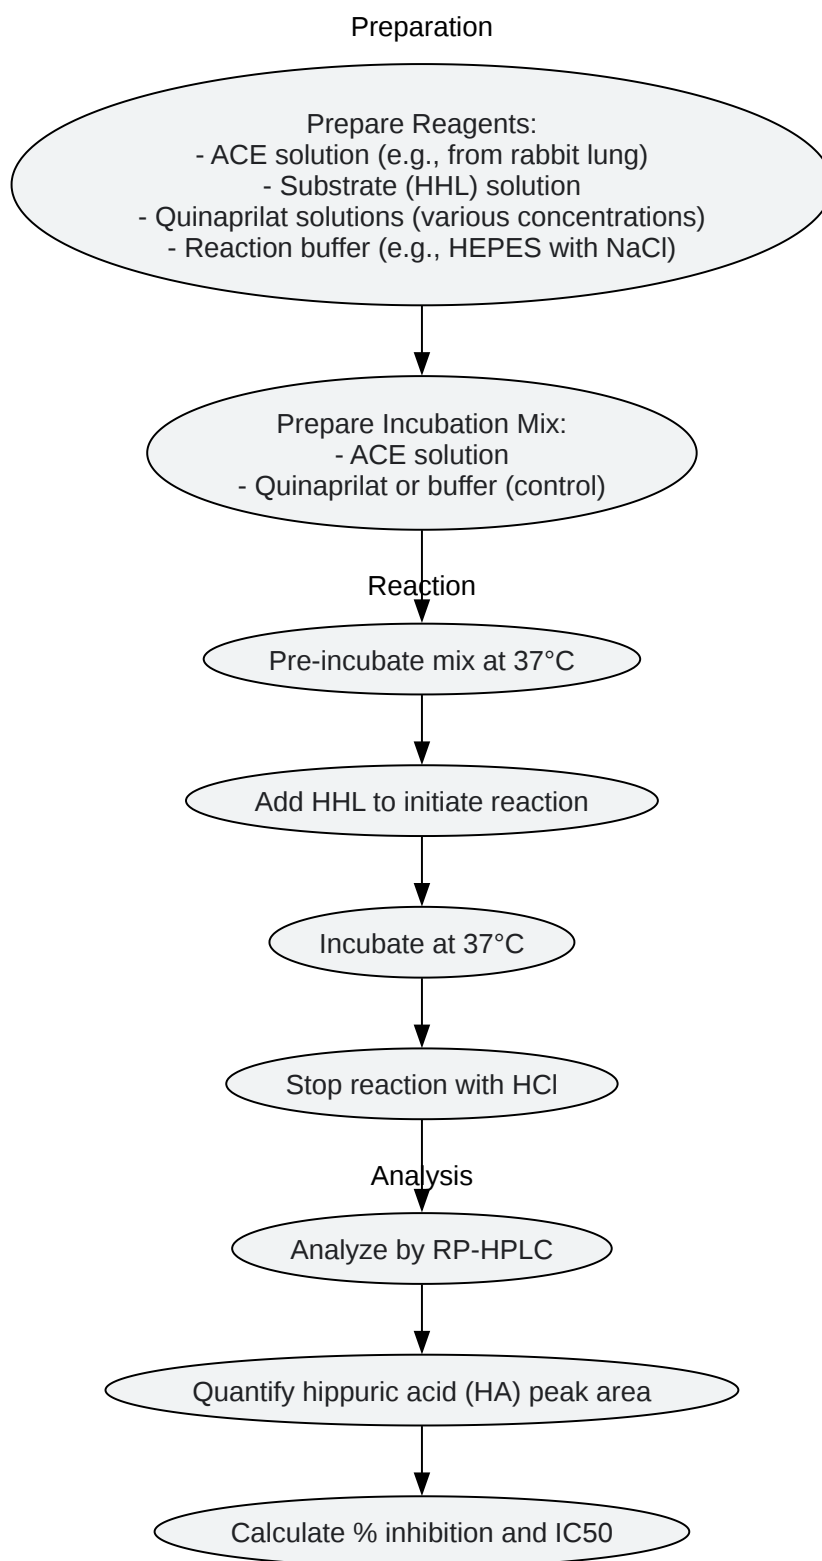 Preparation
Prepare Reagents:
- ACE solution (e.g., from rabbit lung)
- Substrate (HHL) solution
- Quinaprilat solutions (various concentrations)
- Reaction buffer (e.g., HEPES with NaCl)
Prepare Incubation Mix:
- ACE solution
- Quinaprilat or buffer (control)
Reaction
Pre-incubate mix at 37°C
Add HHL to initiate reaction
Incubate at 37°C
Stop reaction with HCl
Analysis
Analyze by RP-HPLC
Quantify hippuric acid (HA) peak area
Calculate % inhibition and IC50